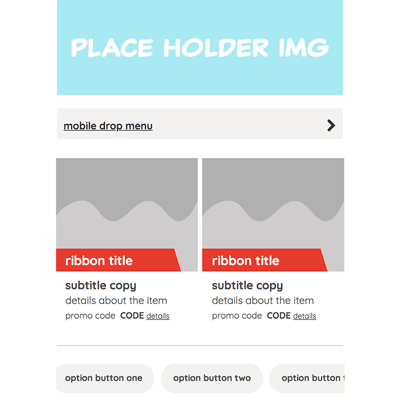 PLACE HOLDER IMG
mobile drop menu
ribbon title
ribbon title
subtitle copy
details about the item
promo code CODE details
subtitle copy
details about the item
promo code CODE details
option button one
option button two
option button